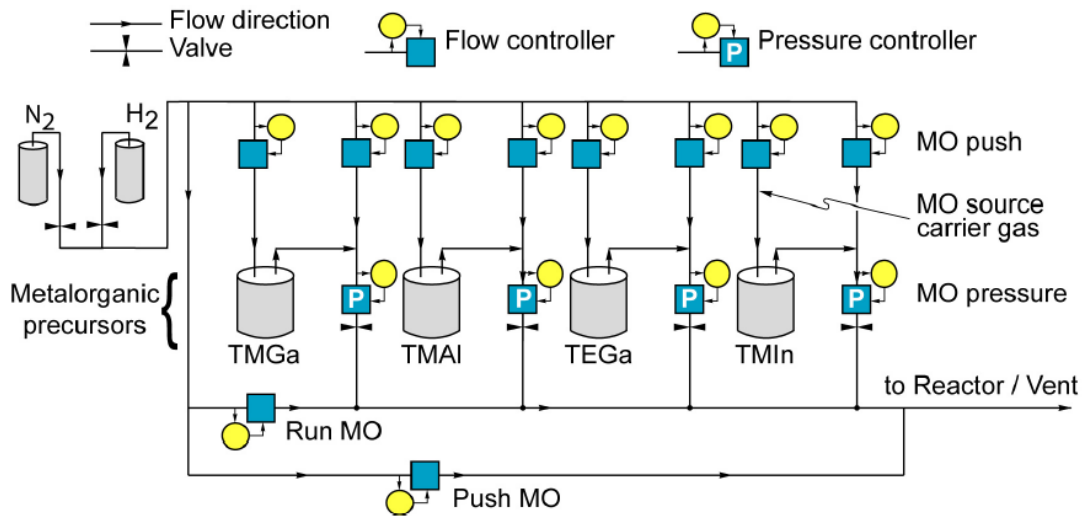 Flow direction
Valve
Flow controller
P
Pressure controller
N2
H2
MO push
MO source
carrier gas
Metalorganic
precursors
P
P
P
P
MO pressure
TMGa
TMAl
TEGa
TMIn
to Reactor / Vent
Run MO
Push MO